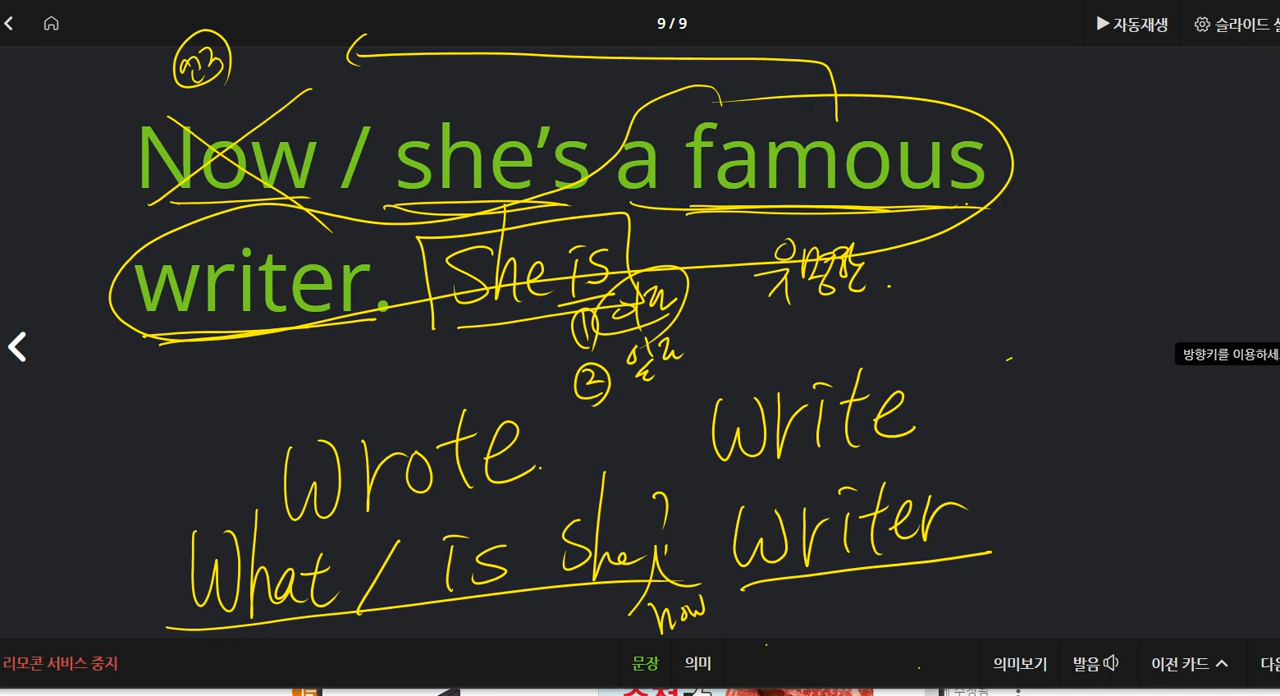 9 / 9
▶ 자동재생
슬라이드
Now / she's a famous
writer.
She is
유명한.
①
②
방향키를 이용하세
write
wrote.
writer
What / is she?
now
리모콘 서비스 중지
문장
의미
의미보기
발음
이전 카드
다음